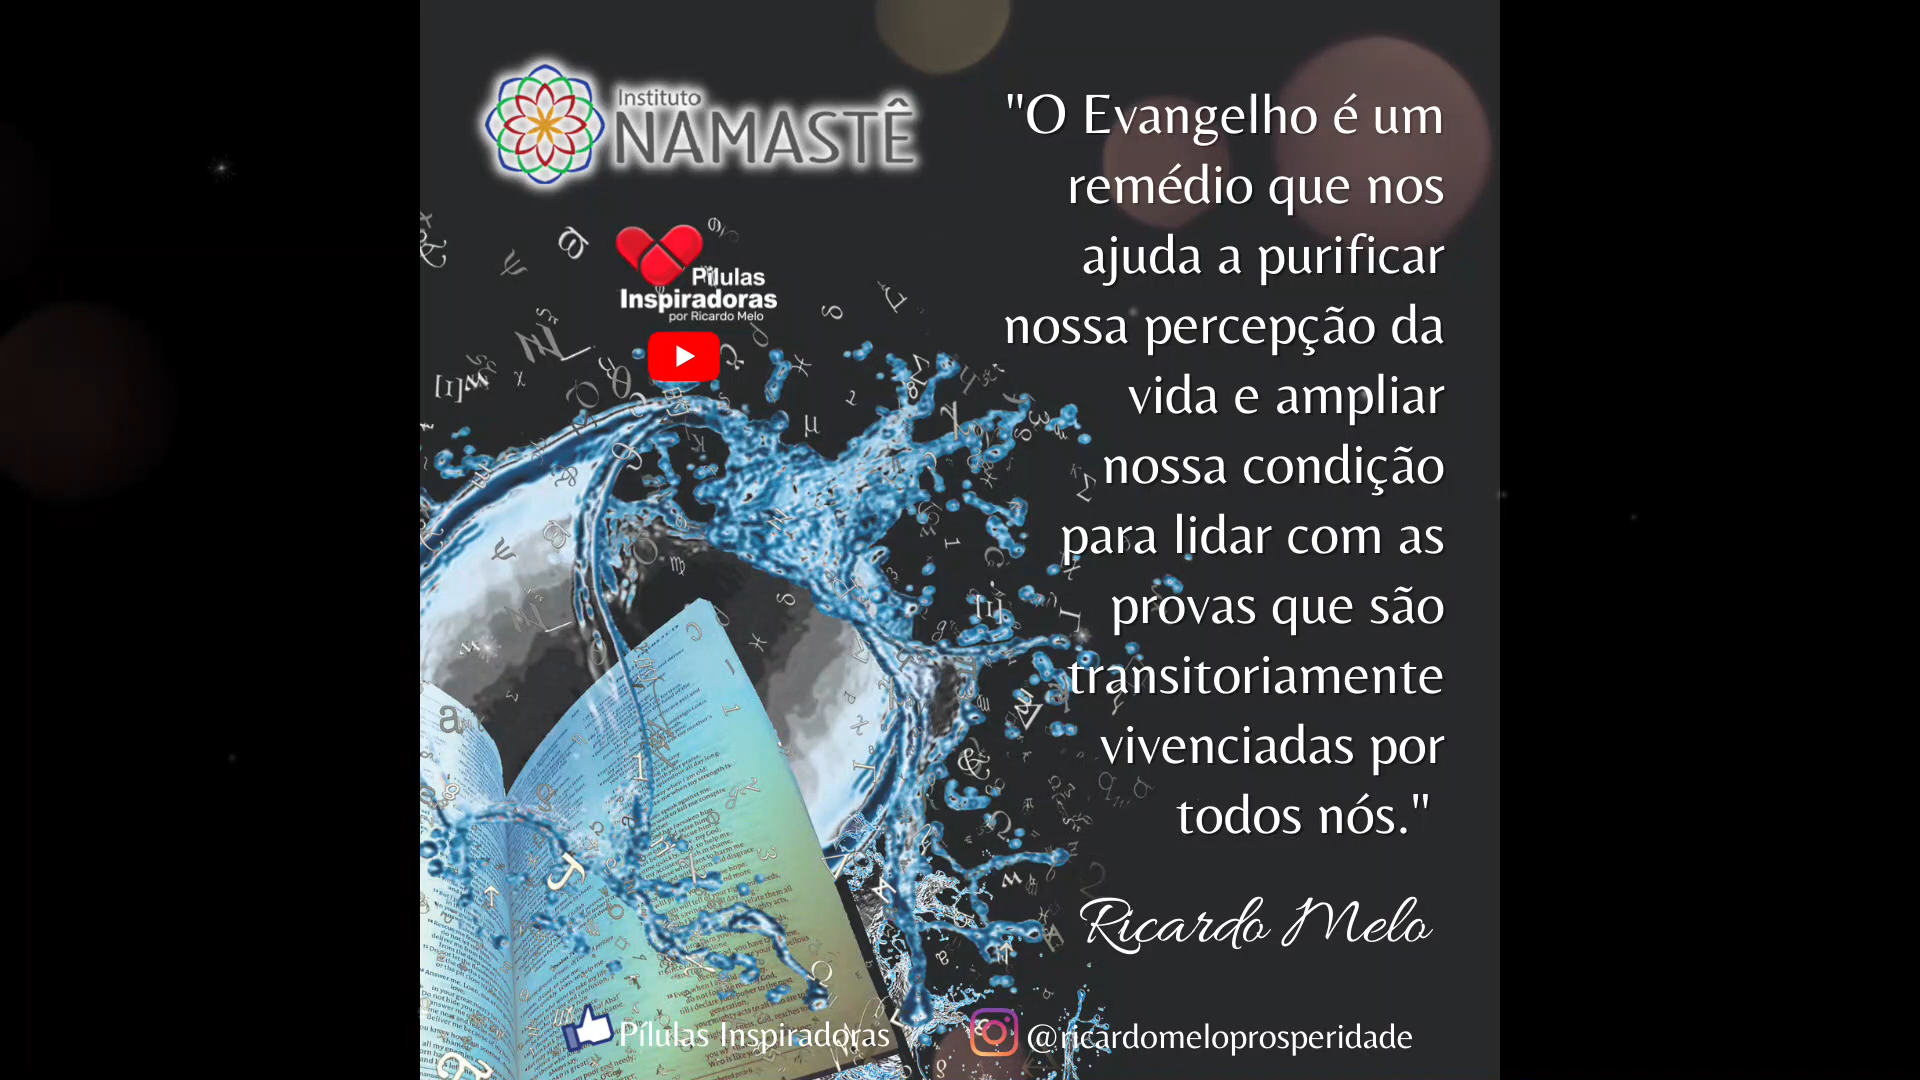 Instituto
NAMASTÊ
Pílulas
Inspiradoras
por Ricardo Melo
"O Evangelho é um
remédio que nos
ajuda a purificar
nossa percepção da
vida e ampliar
nossa condição
para lidar com as
provas que são
transitoriamente
vivenciadas por
todos nós."
Ricardo Melo
Pílulas Inspiradoras
@ricardomeloprosperidade